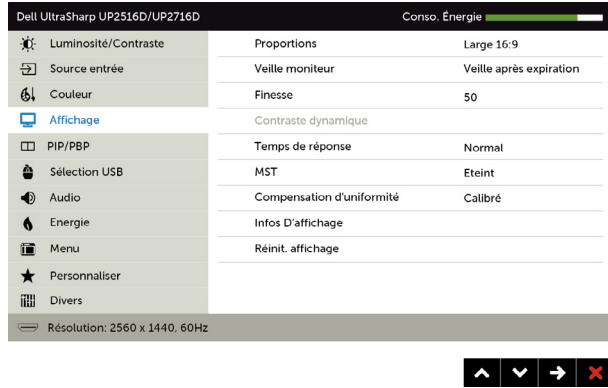 Dell UltraSharp UP2516D/UP2716D Conso. Énergie
Luminosité/Contraste Proportions Large 16:9
Source entrée Veille moniteur Veille après expiration
Couleur Finesse 50
Affichage Contraste dynamique
PIP/PBP Temps de réponse Normal
Sélection USB MST Eteint
Audio Compensation d'uniformité Calibré
Energie Infos D'affichage
Menu Réinit. affichage
Personnaliser
Divers
Résolution: 2560 x 1440, 60Hz